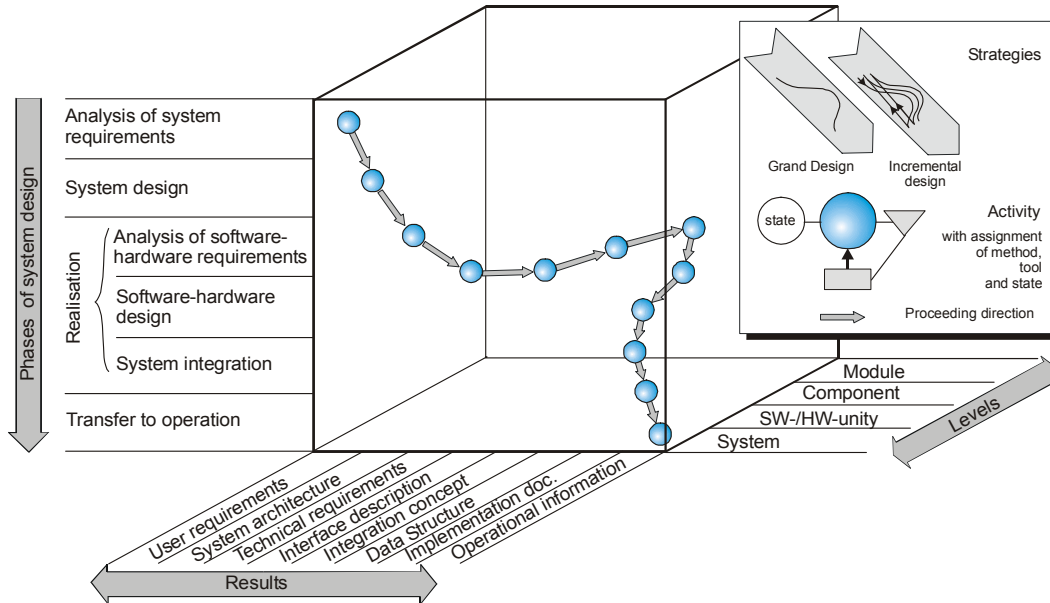 Phases of system design
Analysis of system
requirements
System design
Realisation
Analysis of software-
hardware requirements
Software-hardware
design
System integration
Transfer to operation
Strategies
Grand Design
Incremental
design
state
Activity
with assignment
of method,
tool
and state
Proceeding direction
Module
Component
SW-/HW-unity
System
Levels
User requirements
System architecture
Technical requirements
Interface description
Integration concept
Data Structure
Implementation doc.
Operational information
Results